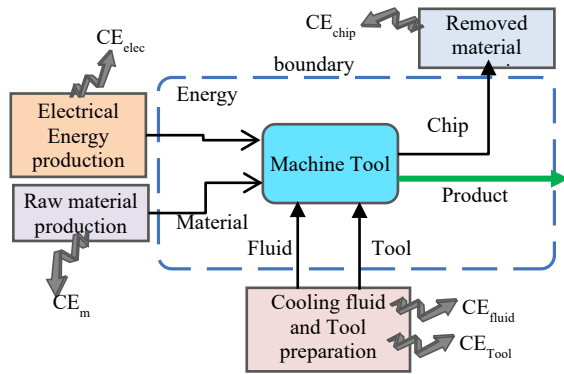 CE_elec
CE_chip
Removed
material
boundary
Energy
Electrical
Energy
production
Chip
Machine Tool
Raw material
production
Material
Product
Fluid
Tool
CE_m
Cooling fluid
and Tool
preparation
CE_fluid
CE_Tool